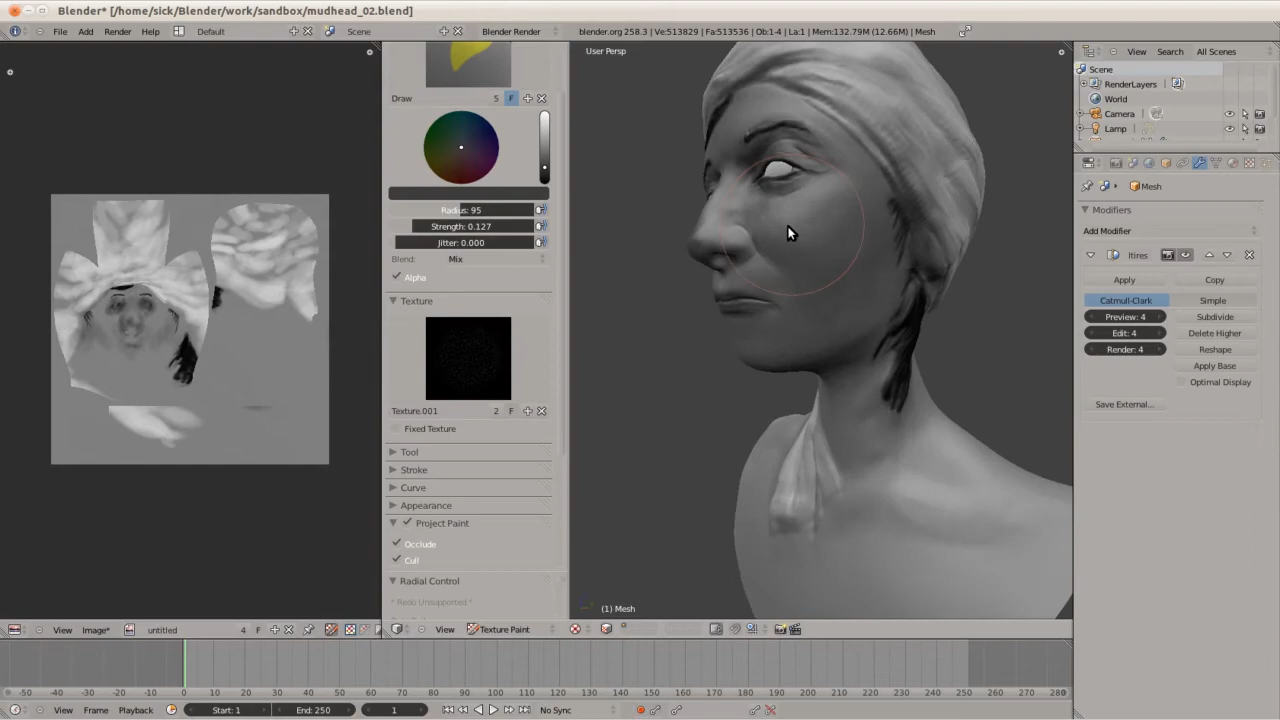 Blender* [/home/sick/Blender/work/sandbox/mudhead_02.blend]
File Add Render Help Default Scene Blender Render blender.org 258.3 | Ve:513829 | Fa:513536 | Ob:1-4 | La:1 | Mem:132.79M (12.66M) | Mesh
User Persp
View Search All Scenes
Scene
RenderLayers
World
Camera
Lamp
Draw 5 F
Radius: 95
Strength: 0.127
Jitter: 0.000
Blend: Mix
Alpha
Texture
Texture.001 2 F
Fixed Texture
Tool
Stroke
Curve
Appearance
Project Paint
Occlude
Cull
Radial Control
* Redo Unsupported *
Mesh
Modifiers
Add Modifier
ltires
Apply Copy
Catmull-Clark Simple
Preview: 4 Subdivide
Edit: 4 Delete Higher
Render: 4 Reshape
Apply Base
Optimal Display
Save External...
(1) Mesh
View Image* untitled 4 F View Texture Paint
-50 -40 -30 -20 -10 0 10 20 30 40 50 60 70 80 90 100 110 120 130 140 150 160 170 180 190 200 210 220 230 240 250 260 270 280
View Frame Playback Start: 1 End: 250 1 No Sync